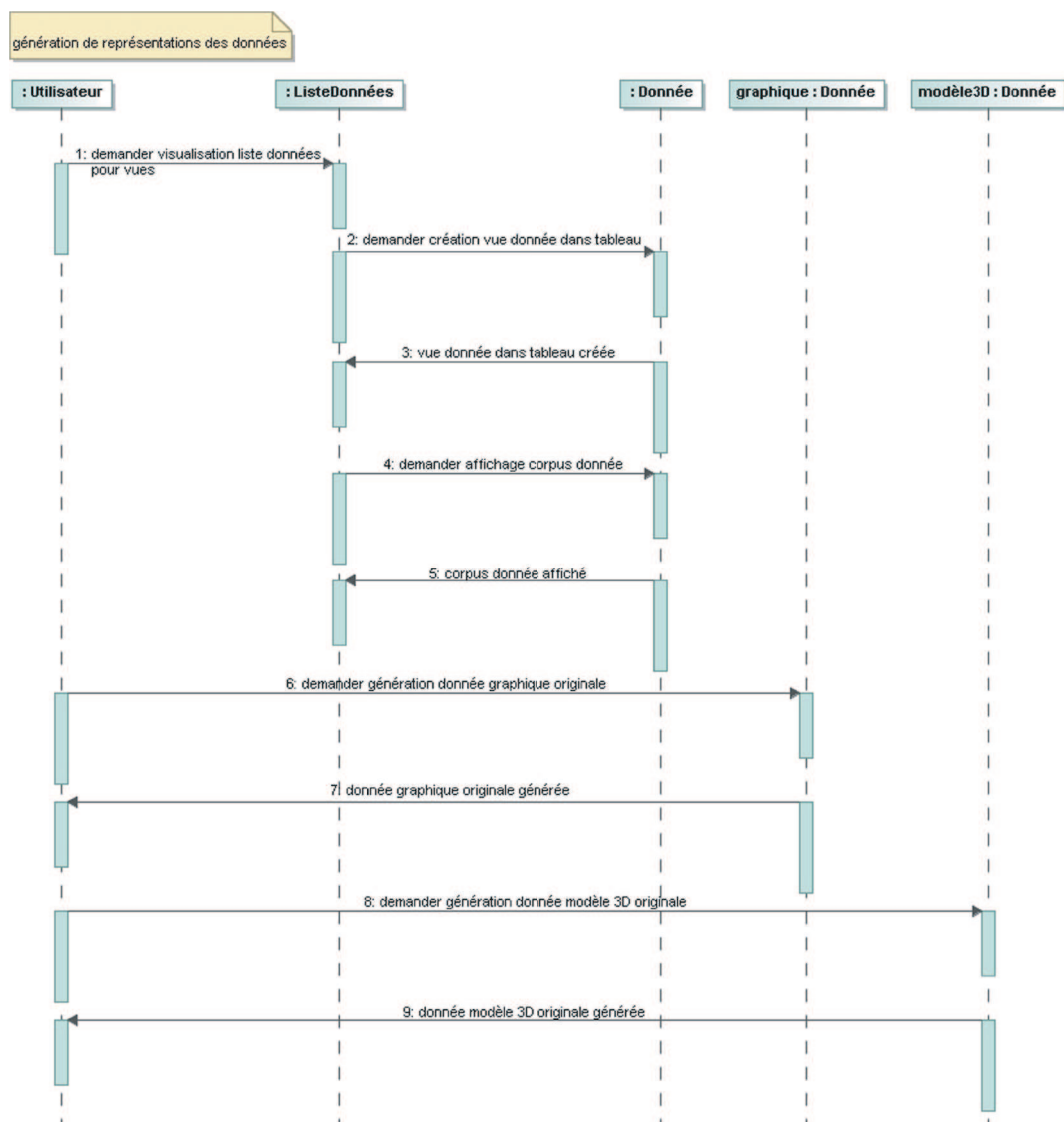 génération de représentations des données
: Utilisateur
: ListeDonnées
: Donnée
graphique : Donnée
modèle3D : Donnée
1: demander visualisation liste données
pour vues
2: demander création vue donnée dans tableau
3: vue donnée dans tableau créée
4: demander affichage corpus donnée
5: corpus donnée affiché
6: demander génération donnée graphique originale
7: donnée graphique originale générée
8: demander génération donnée modèle 3D originale
9: donnée modèle 3D originale générée